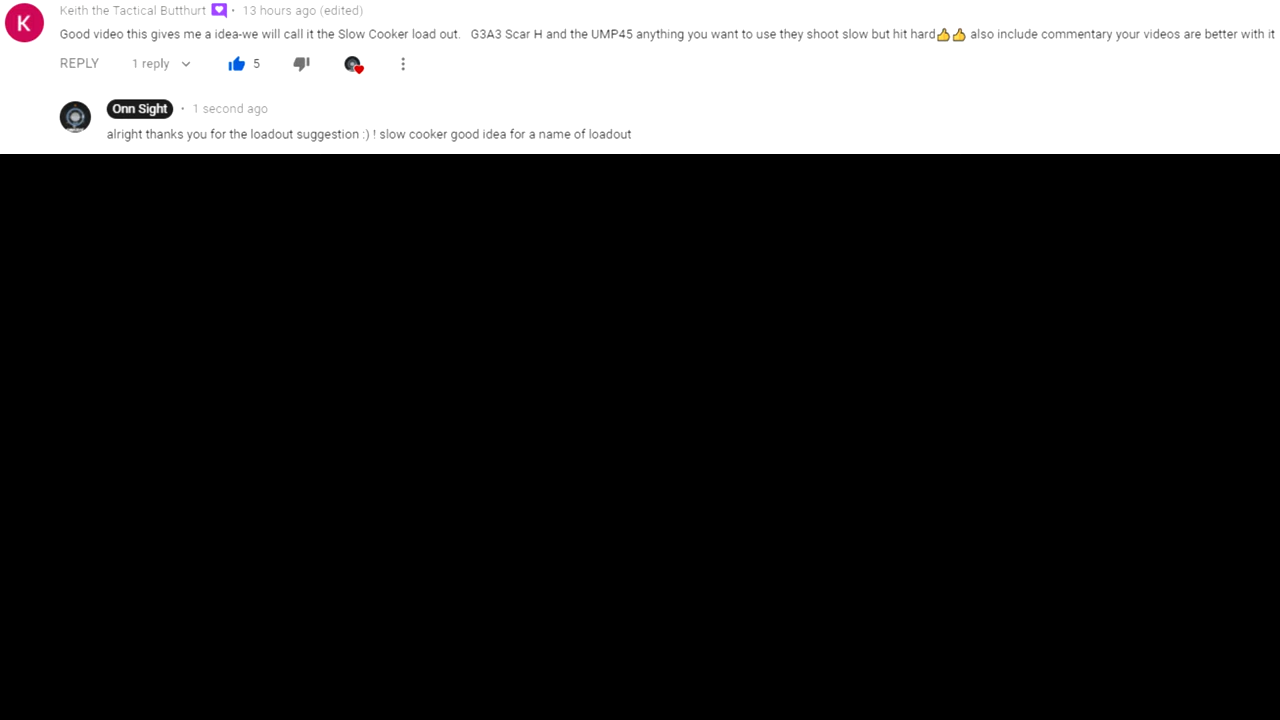 K
Keith the Tactical Butthurt • 13 hours ago (edited)
Good video this gives me a idea-we will call it the Slow Cooker load out. G3A3 Scar H and the UMP45 anything you want to use they shoot slow but hit hard👍👍 also include commentary your videos are better with it
REPLY 1 reply 5
Onn Sight • 1 second ago
alright thanks you for the loadout suggestion :) ! slow cooker good idea for a name of loadout